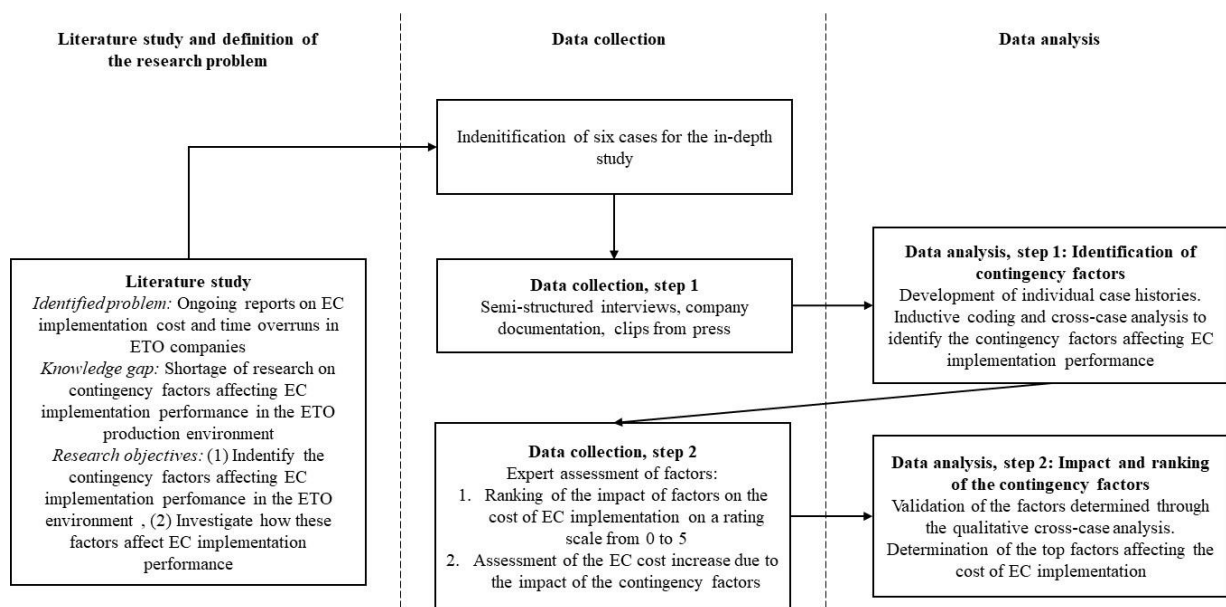 Literature study and definition of
the research problem
Data collection
Data analysis
Indenitification of six cases for the in-depth
study
Literature study
Identified problem: Ongoing reports on EC
implementation cost and time overruns in
ETO companies
Knowledge gap: Shortage of research on
contingency factors affecting EC
implementation performance in the ETO
production environment
Research objectives: (1) Indentify the
contingency factors affecting EC
implementation perfomance in the ETO
environment , (2) Investigate how these
factors affect EC implementation
performance
Data collection, step 1
Semi-structured interviews, company
documentation, clips from press
Data analysis, step 1: Identification of
contingency factors
Development of individual case histories.
Inductive coding and cross-case analysis to
identify the contingency factors affecting EC
implementation performance
Data collection, step 2
Expert assessment of factors:
1. Ranking of the impact of factors on the
cost of EC implementation on a rating
scale from 0 to 5
2. Assessment of the EC cost increase due to
the impact of the contingency factors
Data analysis, step 2: Impact and ranking
of the contingency factors
Validation of the factors determined through
the qualitative cross-case analysis.
Determination of the top factors affecting the
cost of EC implementation